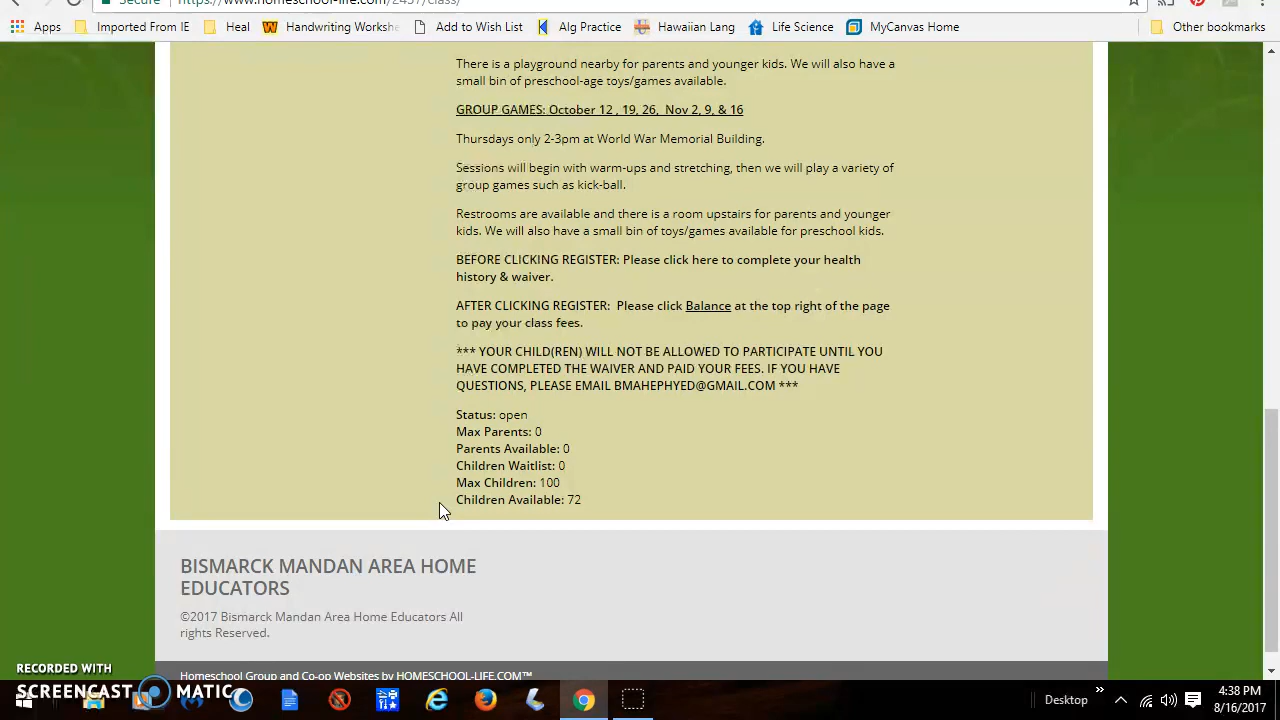 Secure https://www.homeschool-life.com/2457/class/
Apps Imported From IE Heal Handwriting Workshe Add to Wish List Alg Practice Hawaiian Lang Life Science MyCanvas Home Other bookmarks
There is a playground nearby for parents and younger kids. We will also have a
small bin of preschool-age toys/games available.
GROUP GAMES: October 12 , 19, 26, Nov 2, 9, & 16
Thursdays only 2-3pm at World War Memorial Building.
Sessions will begin with warm-ups and stretching, then we will play a variety of
group games such as kick-ball.
Restrooms are available and there is a room upstairs for parents and younger
kids. We will also have a small bin of toys/games available for preschool kids.
BEFORE CLICKING REGISTER: Please click here to complete your health
history & waiver.
AFTER CLICKING REGISTER: Please click Balance at the top right of the page
to pay your class fees.
*** YOUR CHILD(REN) WILL NOT BE ALLOWED TO PARTICIPATE UNTIL YOU
HAVE COMPLETED THE WAIVER AND PAID YOUR FEES. IF YOU HAVE
QUESTIONS, PLEASE EMAIL BMAHEPHYED@GMAIL.COM ***
Status: open
Max Parents: 0
Parents Available: 0
Children Waitlist: 0
Max Children: 100
Children Available: 72
BISMARCK MANDAN AREA HOME
EDUCATORS
©2017 Bismarck Mandan Area Home Educators All
rights Reserved.
Homeschool Group and Co-op Websites by HOMESCHOOL-LIFE.COM™
RECORDED WITH
SCREENCAST MATIC
Desktop
4:38 PM
8/16/2017